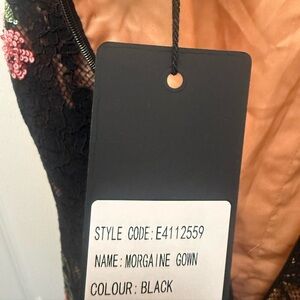 STYLE CODE:E4112559
NAME:MORGAINE GOWN
COLOUR:BLACK